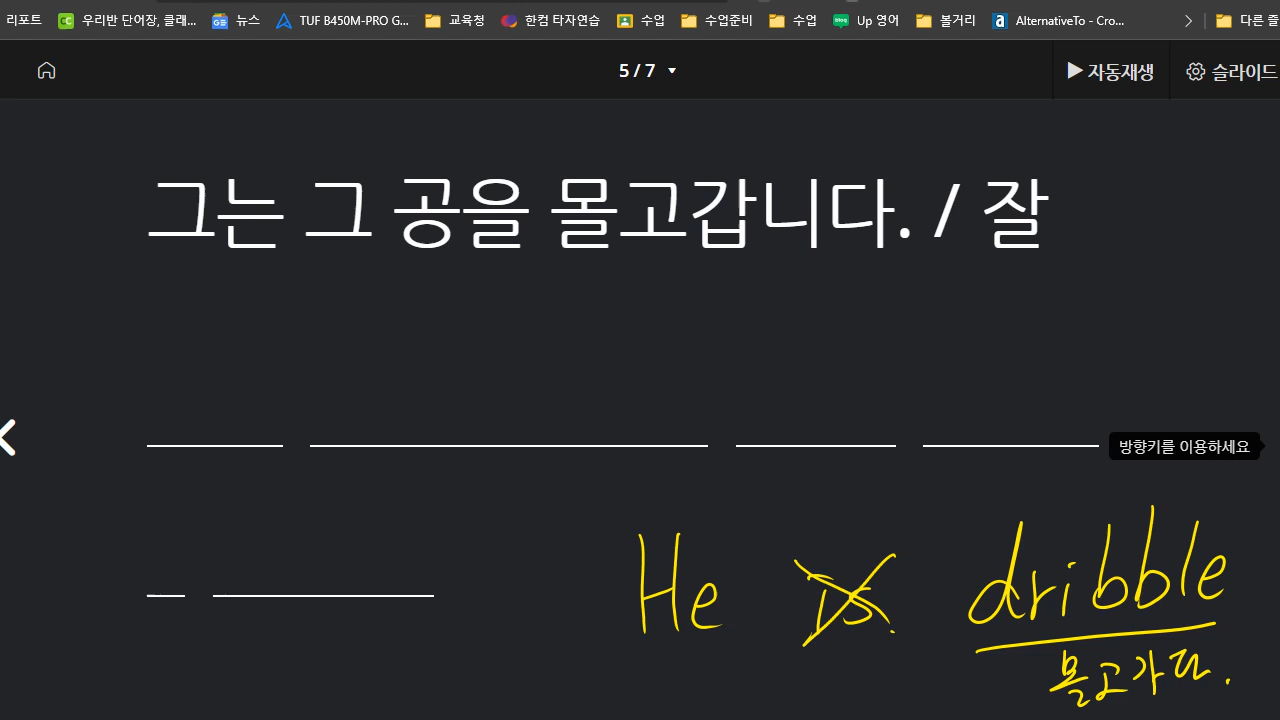 리포트 우리반 단어장, 클래... 뉴스 TUF B450M-PRO G... 교육청 한컴 타자연습 수업 수업준비 수업 Up 영어 볼거리 AlternativeTo - Cro... 다른 즐
5 / 7 자동재생 슬라이드
그는 그 공을 몰고갑니다. / 잘
방향키를 이용하세요
He is. dribble
몰고가다.